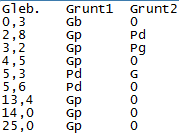 Gleb. Grunt1 Grunt2
0,3 Gb 0
2,8 Gp Pd
3,2 Gp Pg
4,5 Gp 0
5,3 Pd G
5,6 Pd 0
13,4 Gp 0
14,0 Gp 0
25,0 Gp 0